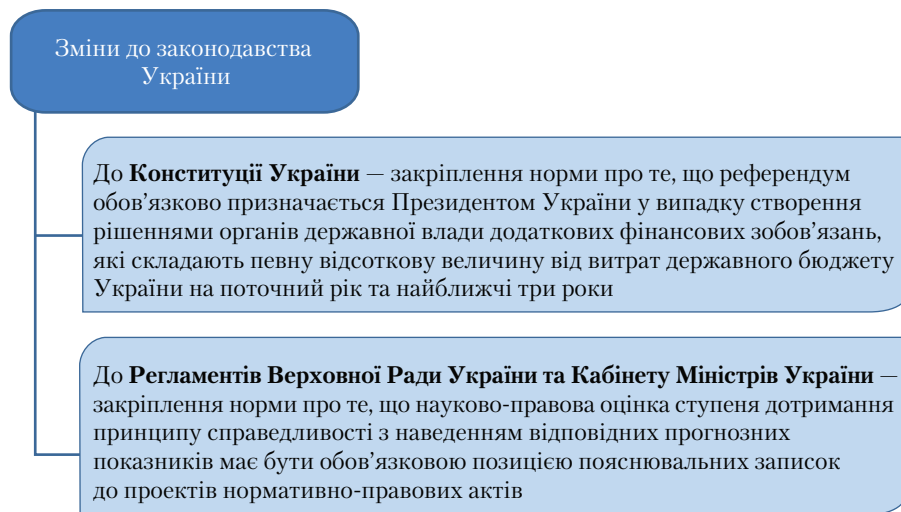 Зміни до законодавства
України
До Конституції України — закріплення норми про те, що референдум
обов’язково призначається Президентом України у випадку створення
рішеннями органів державної влади додаткових фінансових зобов’язань,
які складають певну відсоткову величину від витрат державного бюджету
України на поточний рік та найближчі три роки
До Регламентів Верховної Ради України та Кабінету Міністрів України —
закріплення норми про те, що науково-правова оцінка ступеня дотримання
принципу справедливості з наведенням відповідних прогнозних
показників має бути обов’язковою позицією пояснювальних записок
до проектів нормативно-правових актів